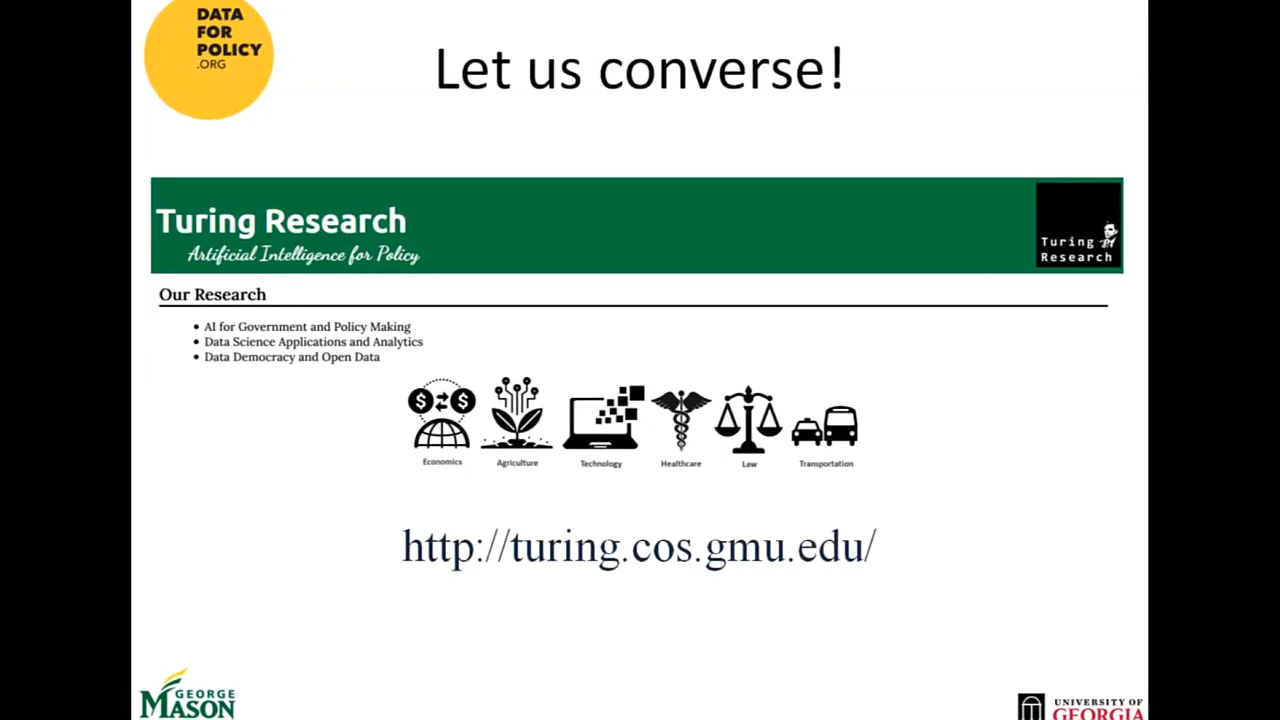 DATA
FOR
POLICY
.ORG
Let us converse!
Turing Research
Artificial Intelligence for Policy
Turing
Research
Our Research
• AI for Government and Policy Making
• Data Science Applications and Analytics
• Data Democracy and Open Data
$ $
Economics Agriculture Technology Healthcare Law Transportation
http://turing.cos.gmu.edu/
GEORGE
MASON
UNIVERSITY OF
GEORGIA